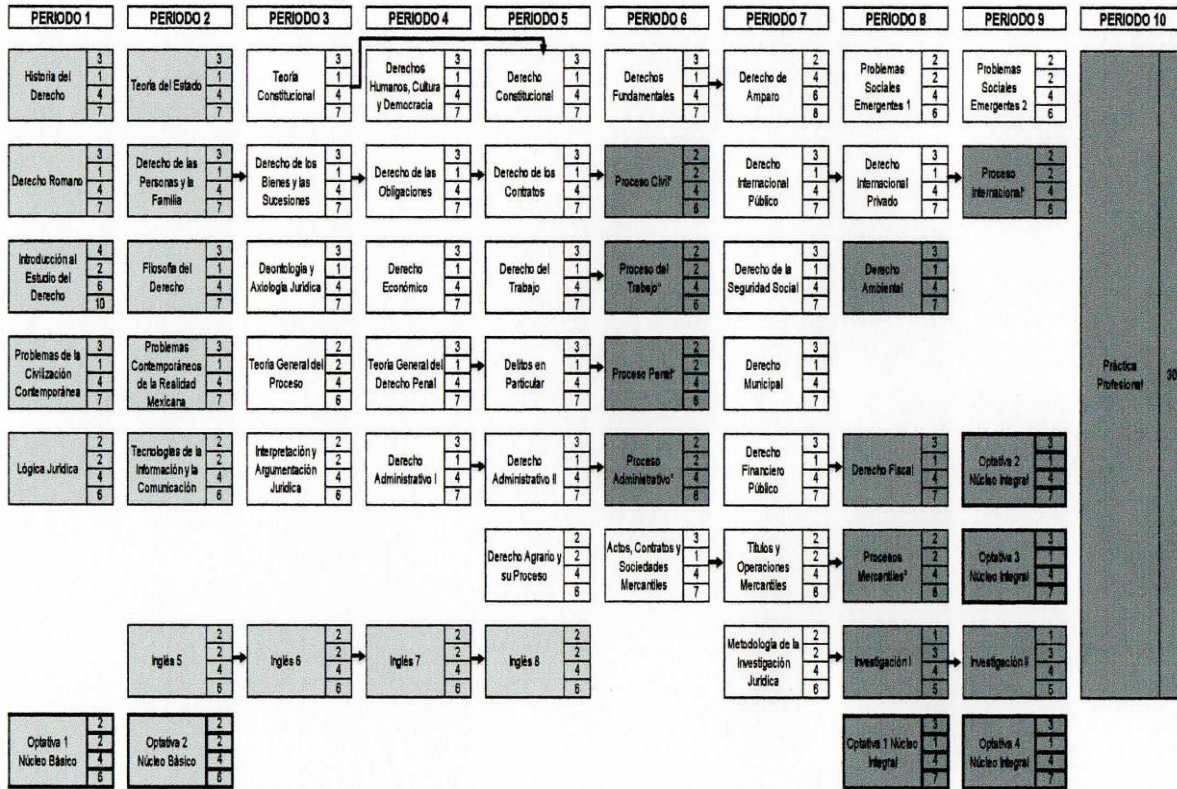 PERIODO 1
PERIODO 2
PERIODO 3
PERIODO 4
PERIODO 5
PERIODO 6
PERIODO 7
PERIODO 8
PERIODO 9
PERIODO 10
Historia del
Derecho
3
1
4
7
Teoría del Estado
3
1
4
7
Teoría
Constitucional
3
1
4
7
Derechos
Humanos, Cultura
y Democracia
3
1
4
7
Derecho
Constitucional
3
1
4
7
Derechos
Fundamentales
3
1
4
7
Derecho de
Amparo
2
4
6
8
Problemas
Sociales
Emergentes 1
2
2
4
6
Problemas
Sociales
Emergentes 2
2
2
4
6
Derecho Romano
3
1
4
7
Derecho de las
Personas y la
Familia
3
1
4
7
Derecho de los
Bienes y las
Sucesiones
3
1
4
7
Derecho de las
Obligaciones
3
1
4
7
Derecho de los
Contratos
3
1
4
7
Proceso Civil*
2
2
4
6
Derecho
Internacional
Público
3
1
4
7
Derecho
Internacional
Privado
3
1
4
7
Proceso
Internacional*
2
2
4
6
Introducción al
Estudio del
Derecho
4
2
6
10
Filosofía del
Derecho
3
1
4
7
Deontología y
Axiología Jurídica
3
1
4
7
Derecho
Económico
3
1
4
7
Derecho del
Trabajo
3
1
4
7
Proceso del
Trabajo*
2
2
4
6
Derecho de la
Seguridad Social
3
1
4
7
Derecho
Ambiental
3
1
4
7
Problemas de la
Civilización
Contemporánea
3
1
4
7
Problemas
Contemporáneos
de la Realidad
Mexicana
3
1
4
7
Teoría General del
Proceso
2
2
4
6
Teoría General del
Derecho Penal
3
1
4
7
Delitos en
Particular
3
1
4
7
Proceso Penal*
2
2
4
6
Derecho
Municipal
3
1
4
7
Práctica
Profesional
30
Lógica Jurídica
2
2
4
6
Tecnologías de la
Información y la
Comunicación
2
2
4
6
Interpretación y
Argumentación
Jurídica
2
2
4
6
Derecho
Administrativo I
3
1
4
7
Derecho
Administrativo II
3
1
4
7
Proceso
Administrativo*
2
2
4
6
Derecho
Financiero
Público
3
1
4
7
Derecho Fiscal
3
1
4
7
Optativa 2
Núcleo Integral
3
1
4
7
Derecho Agrario y
su Proceso
2
2
4
6
Actos, Contratos y
Sociedades
Mercantiles
3
1
4
7
Títulos y
Operaciones
Mercantiles
2
2
4
6
Procesos
Mercantiles*
2
2
4
6
Optativa 3
Núcleo Integral
3
1
4
7
Inglés 5
2
2
4
6
Inglés 6
2
2
4
6
Inglés 7
2
2
4
6
Inglés 8
2
2
4
6
Metodología de la
Investigación
Jurídica
2
2
4
6
Investigación I
1
3
4
5
Investigación II
1
3
4
5
Optativa 1
Núcleo Básico
2
2
4
6
Optativa 2
Núcleo Básico
2
2
4
6
Optativa 1 Núcleo
Integral
3
1
4
7
Optativa 4
Núcleo Integral
3
1
4
7